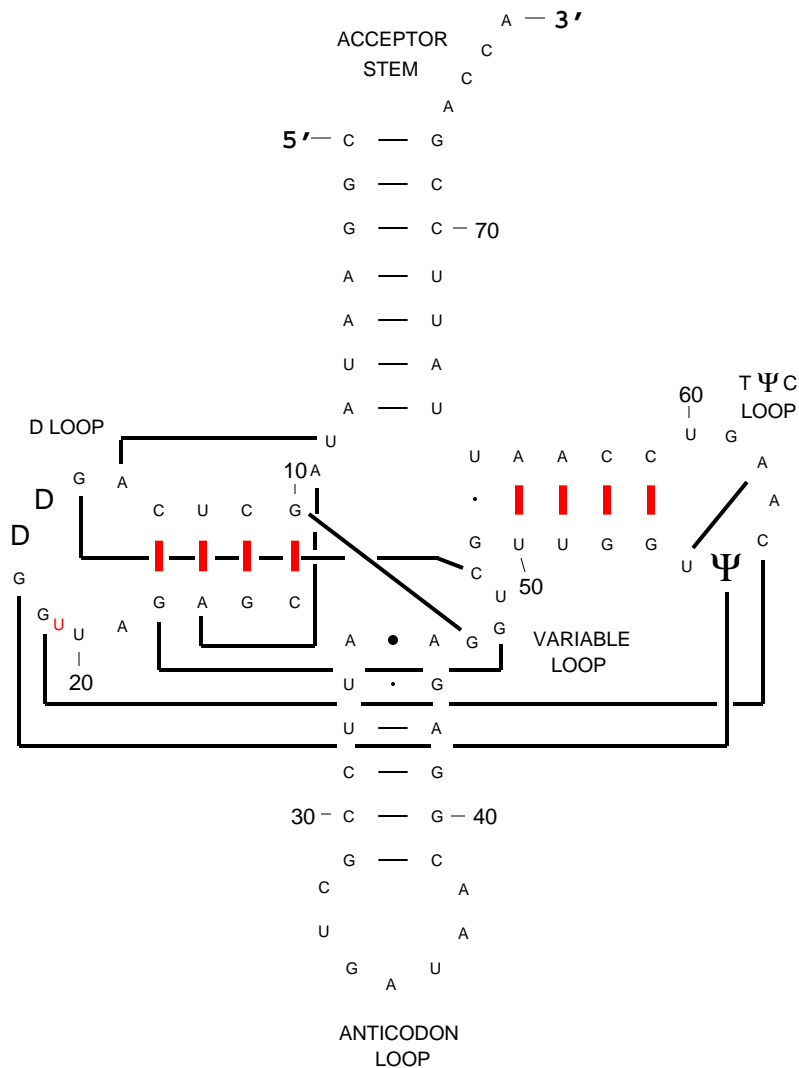 A 3′
C
ACCEPTOR
STEM
C
A
5′ C G
G C
G C 70
A U
A U
U A
A U
60
T Ψ C
LOOP
D LOOP
U
U G
G A
10 A
U A A C C
A
D
C U C G
A
D
G U U G G
C
C
U Ψ
G
50
G
U
U
A
G A G C
U
G
20
A A G
VARIABLE
LOOP
U G
U A
C G
30 C G 40
G C
C A
U A
G U
A
ANTICODON
LOOP